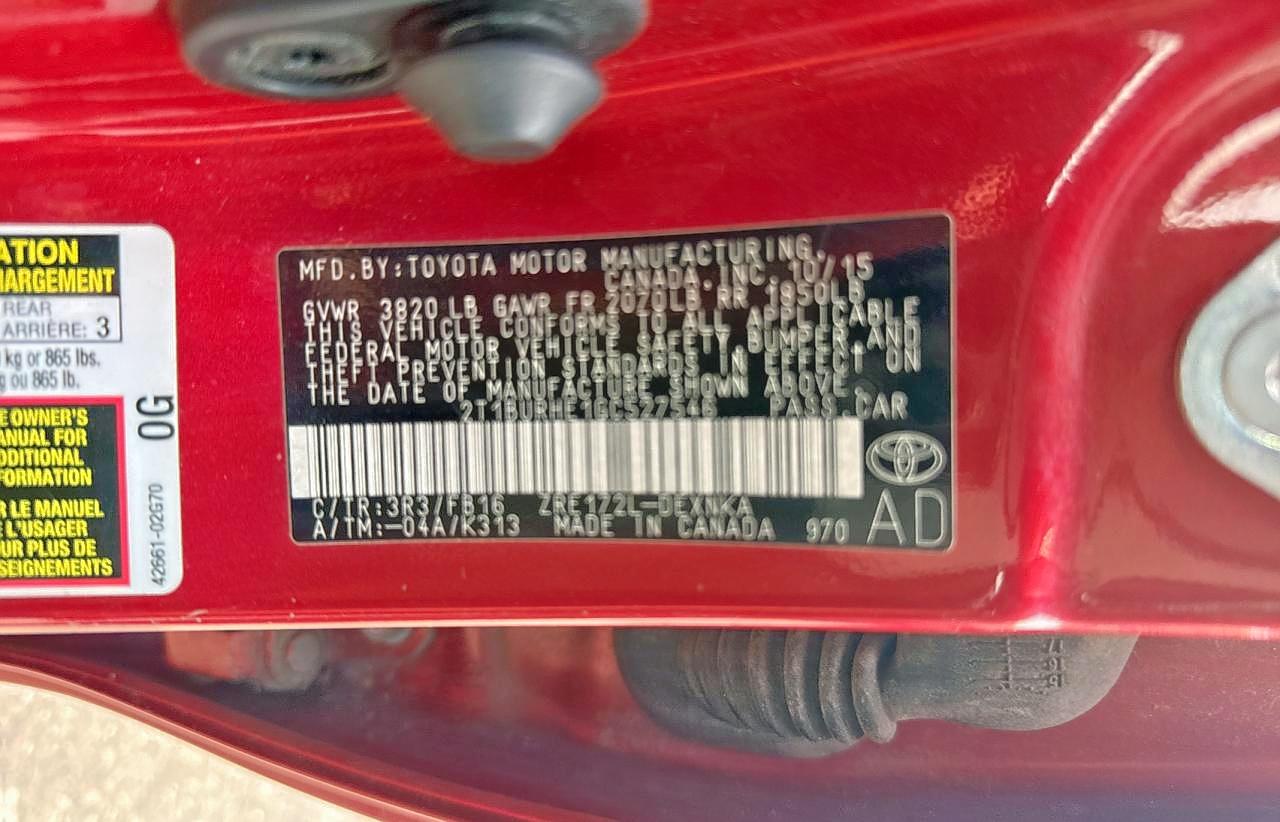 ATION
HARGEMENT
REAR
ARRIÈRE: 3
kg or 865 lbs.
ou 865 lb.
E OWNER'S
ANUAL FOR
DDITIONAL
FORMATION
R LE MANUEL
E L'USAGER
OUR PLUS DE
SEIGNEMENTS
0G
42661-02G70
MFD.BY:TOYOTA MOTOR MANUFACTURING,
CANADA,INC. 10/15
GVWR 3820 LB GAWR FR 2070LB RR 1950LB
THIS VEHICLE CONFORMS TO ALL APPLICABLE
FEDERAL MOTOR VEHICLE SAFETY, BUMPER, AND
THEFT PREVENTION STANDARDS IN EFFECT ON
THE DATE OF MANUFACTURE SHOWN ABOVE.
2T1BURHE1GC527546 PASS.CAR
C/TR:3R3/FB16 ZRE172L-DEXNKA
A/TM:-04A/K313 MADE IN CANADA 970
AD